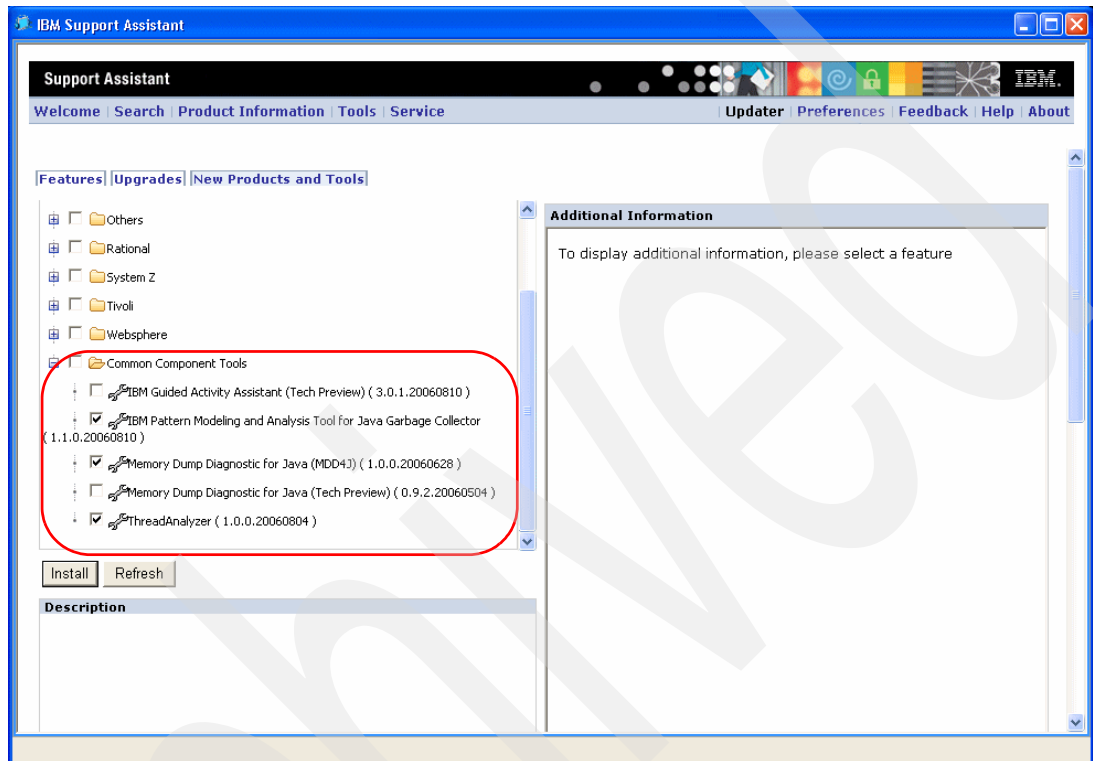 IBM Support Assistant
Support Assistant
IBM.
Welcome | Search | Product Information | Tools | Service
Updater | Preferences | Feedback | Help | About
Features Upgrades New Products and Tools
Others
Rational
System Z
Tivoli
Websphere
Common Component Tools
IBM Guided Activity Assistant (Tech Preview) ( 3.0.1.20060810 )
IBM Pattern Modeling and Analysis Tool for Java Garbage Collector
( 1.1.0.20060810 )
Memory Dump Diagnostic for Java (MDD4J) ( 1.0.0.20060628 )
Memory Dump Diagnostic for Java (Tech Preview) ( 0.9.2.20060504 )
ThreadAnalyzer ( 1.0.0.20060804 )
Install Refresh
Description
Additional Information
To display additional information, please select a feature